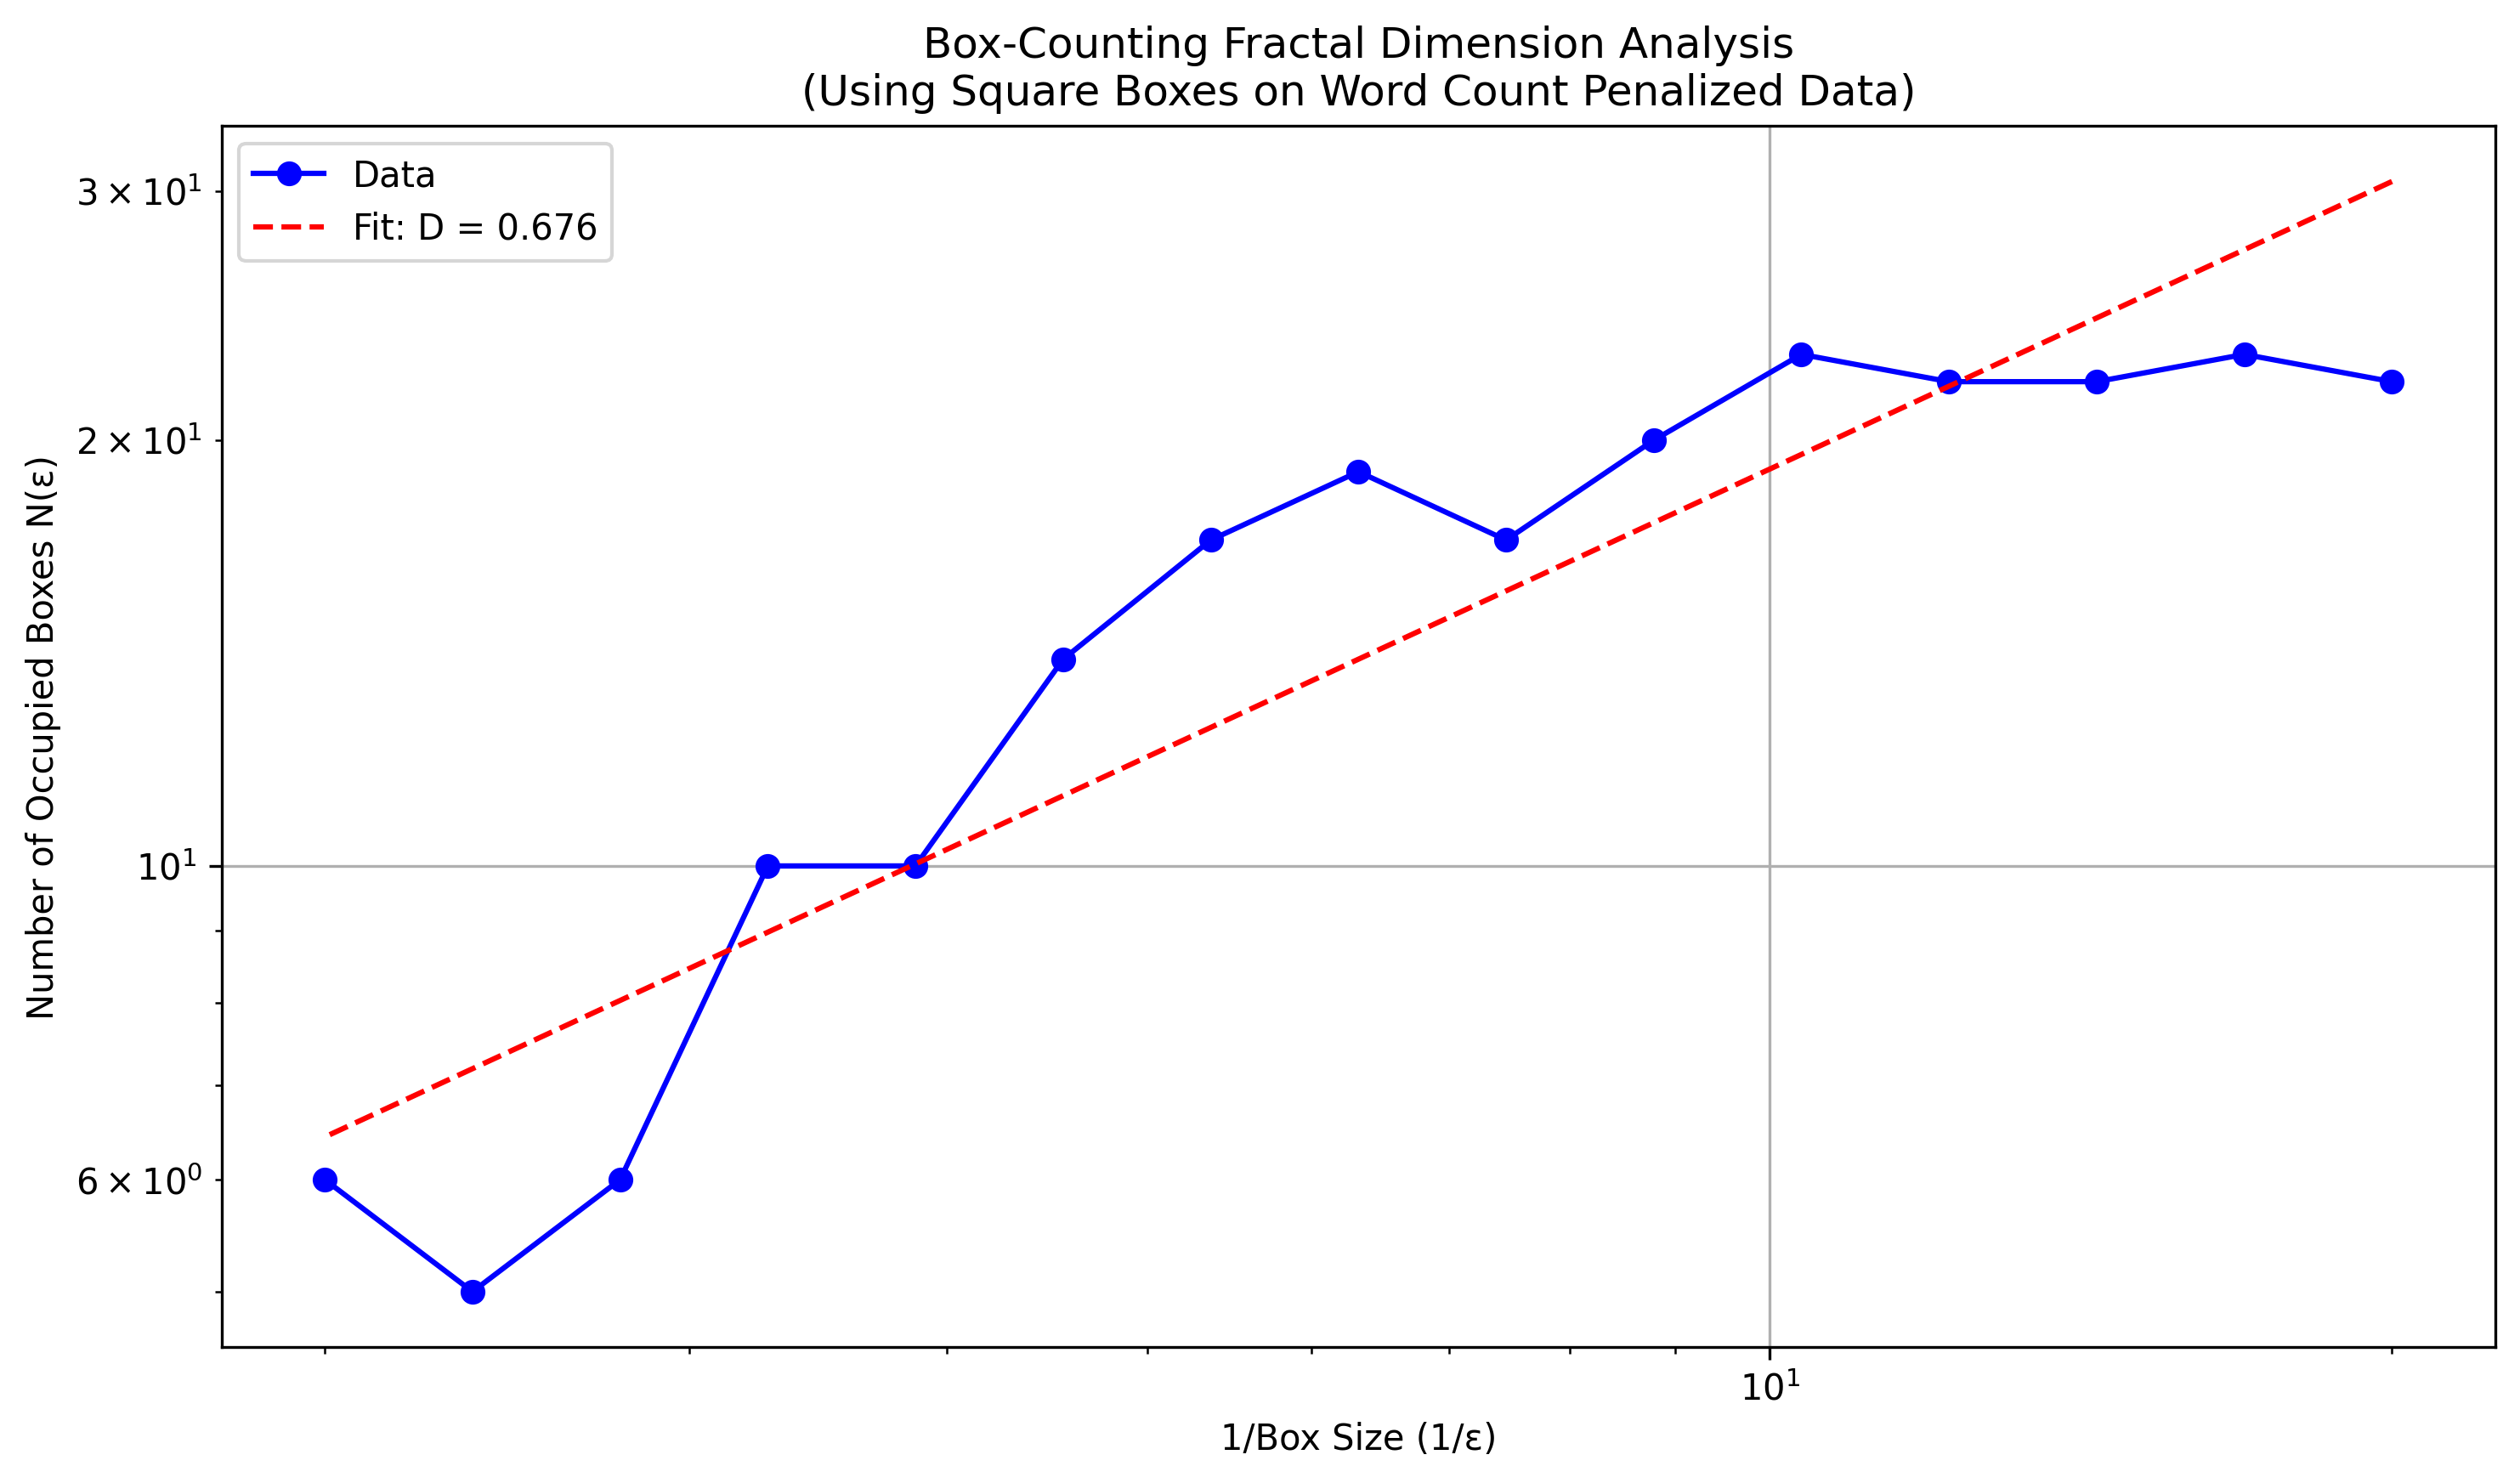 Box-Counting Fractal Dimension Analysis
(Using Square Boxes on Word Count Penalized Data)
Data
Fit: D = 0.676
3 × 10¹
2 × 10¹
10¹
6 × 10⁰
Number of Occupied Boxes N(ε)
10¹
1/Box Size (1/ε)